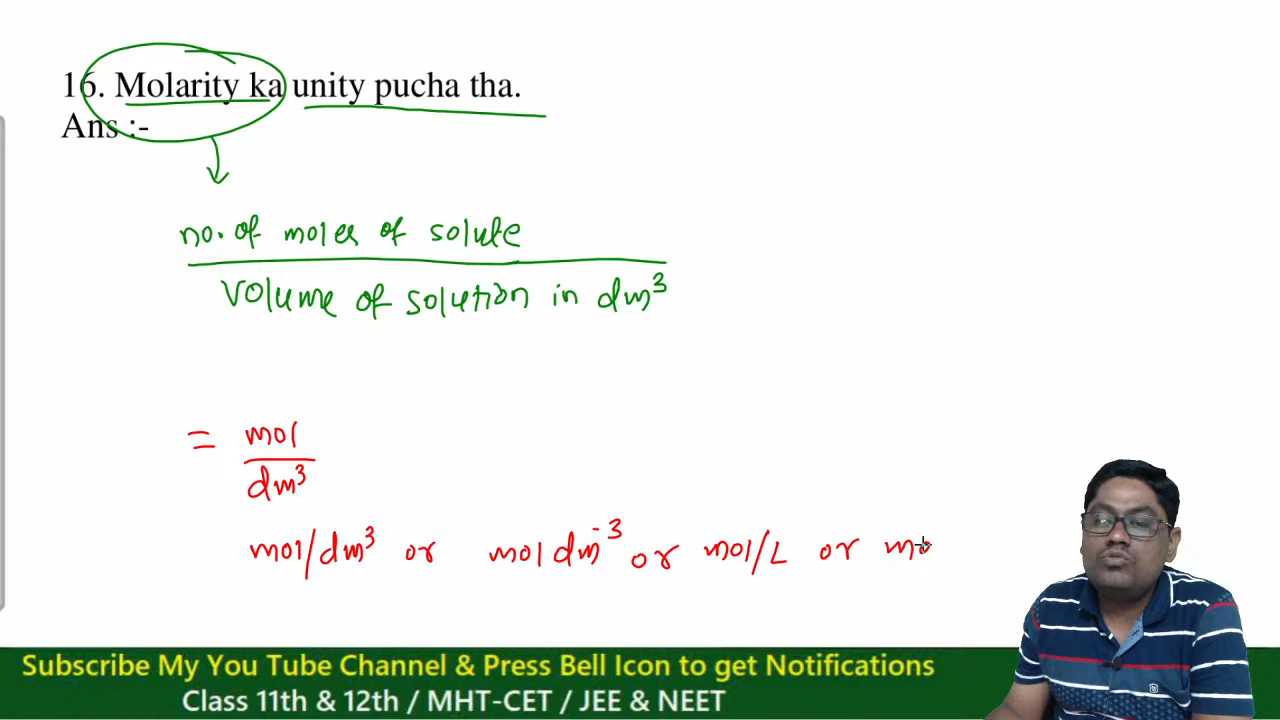 16. Molarity ka unity pucha tha.
Ans :-
no. of moles of solute
Volume of solution in dm³
= mol
dm³
mol/dm³ or mol dm⁻³ or mol/L or mo
Subscribe My You Tube Channel & Press Bell Icon to get Notifications
Class 11th & 12th / MHT-CET / JEE & NEET